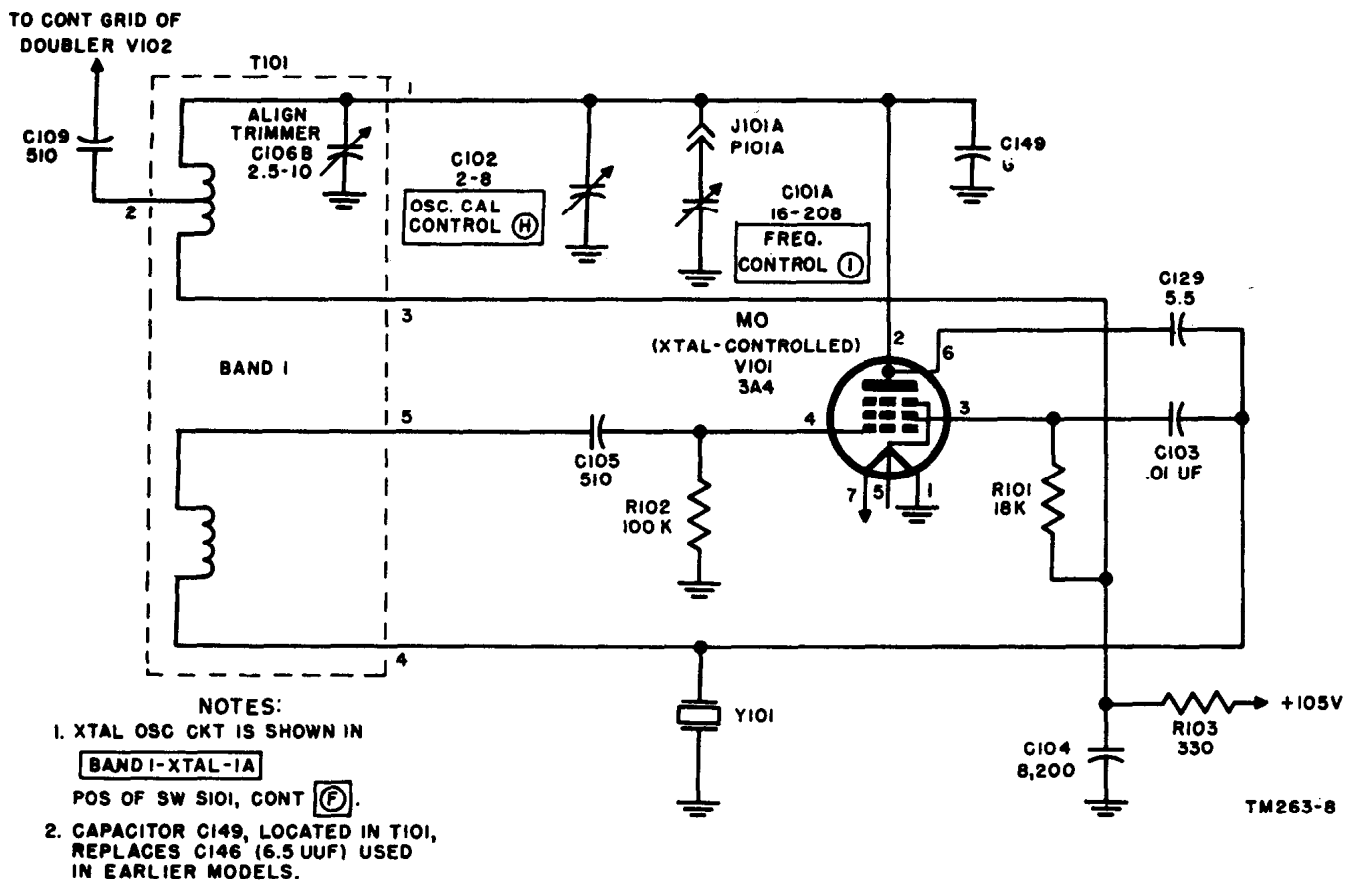 TO CONT GRID OF
DOUBLER V102
T101
1
ALIGN
TRIMMER
C106B
2.5-10
C109
510
2
C102
2-8
OSC. CAL
CONTROL H
J101A
P101A
C101A
16-208
FREQ.
CONTROL I
C149
3
BAND 1
MO
(XTAL-CONTROLLED)
V101
3A4
2
6
C129
5.5
5
C105
510
4
3
C103
.01 UF
R102
100 K
7
5
1
R101
18K
4
Y101
+105V
R103
330
C104
8,200
TM263-8
NOTES:
1. XTAL OSC CKT IS SHOWN IN
BAND 1-XTAL-1A
POS OF SW S101, CONT F.
2. CAPACITOR C149, LOCATED IN T101,
REPLACES C146 (6.5 UUF) USED
IN EARLIER MODELS.